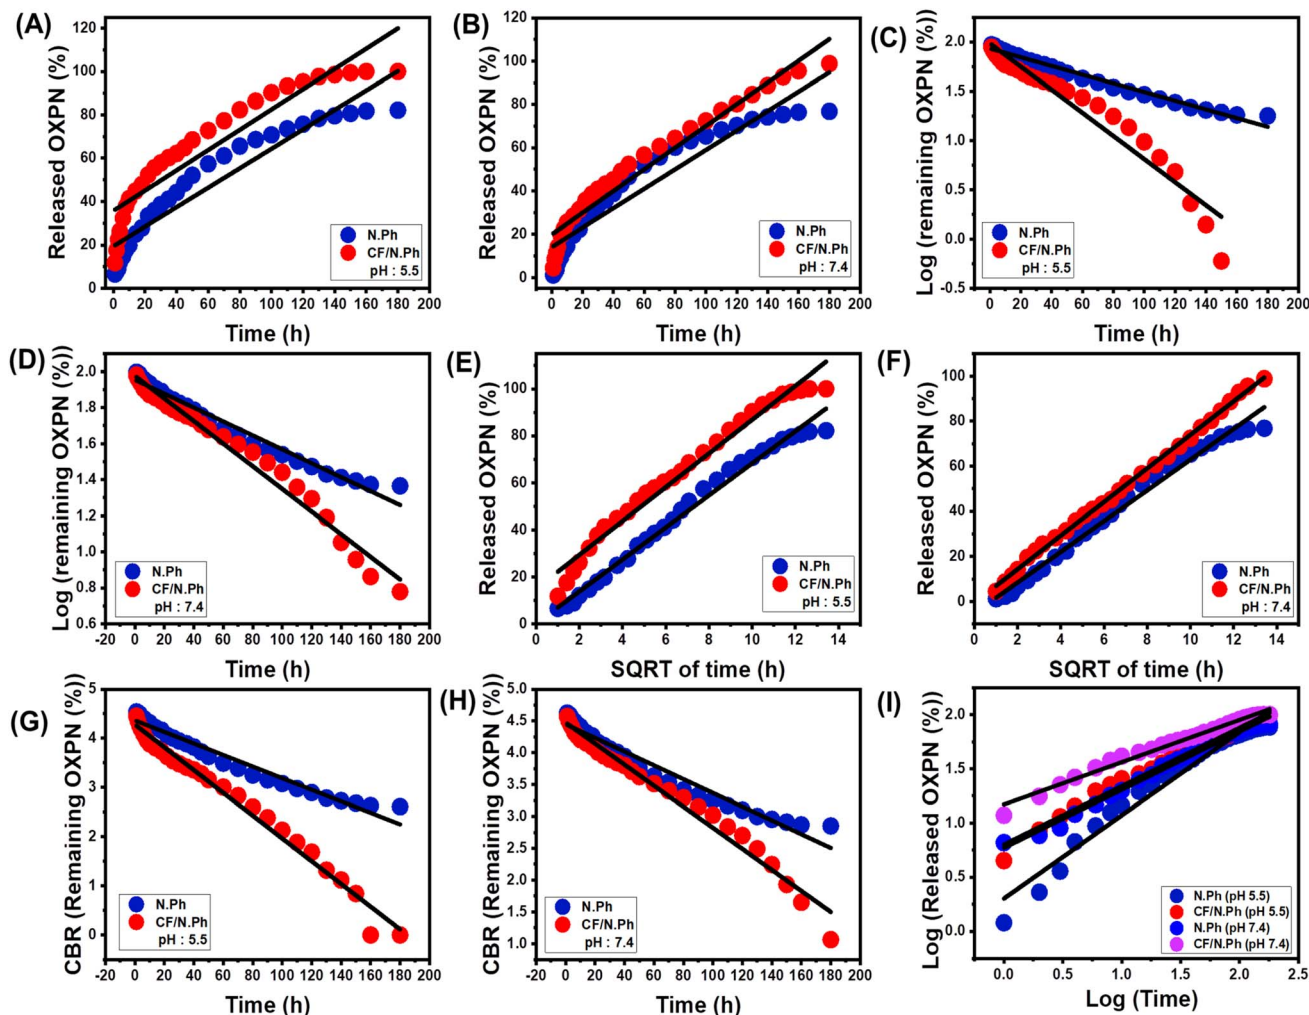 (A)
Released OXPN (%)
120
100
80
60
40
20
0
N.Ph
CF/N.Ph
pH : 5.5
0 20 40 60 80 100 120 140 160 180 200
Time (h)
(B)
Released OXPN (%)
120
100
80
60
40
20
0
N.Ph
CF/N.Ph
pH : 7.4
0 20 40 60 80 100 120 140 160 180 200
Time (h)
(C)
Log (remaining OXPN (%))
2.0
1.5
1.0
0.5
0.0
-0.5
N.Ph
CF/N.Ph
pH : 5.5
0 20 40 60 80 100 120 140 160 180 200
Time (h)
(D)
Log (remaining OXPN (%))
2.0
1.8
1.6
1.4
1.2
1.0
0.8
0.6
N.Ph
CF/N.Ph
pH : 7.4
-20 0 20 40 60 80 100 120 140 160 180 200
Time (h)
(E)
Released OXPN (%)
100
80
60
40
20
0
N.Ph
CF/N.Ph
pH : 5.5
0 2 4 6 8 10 12 14
SQRT of time (h)
(F)
Released OXPN (%)
100
80
60
40
20
0
N.Ph
CF/N.Ph
pH : 7.4
0 2 4 6 8 10 12 14
SQRT of time (h)
(G)
CBR (Remaining OXPN (%))
5
4
3
2
1
0
-1
N.Ph
CF/N.Ph
pH : 5.5
-20 0 20 40 60 80 100 120 140 160 180 200
Time (h)
(H)
CBR (Remaining OXPN (%))
5.0
4.5
4.0
3.5
3.0
2.5
2.0
1.5
1.0
N.Ph
CF/N.Ph
pH : 7.4
-20 0 20 40 60 80 100 120 140 160 180 200
Time (h)
(I)
Log (Released OXPN (%))
2.0
1.5
1.0
0.5
0.0
N.Ph (pH 5.5)
CF/N.Ph (pH 5.5)
N.Ph (pH 7.4)
CF/N.Ph (pH 7.4)
0.0 0.5 1.0 1.5 2.0 2.5
Log (Time)